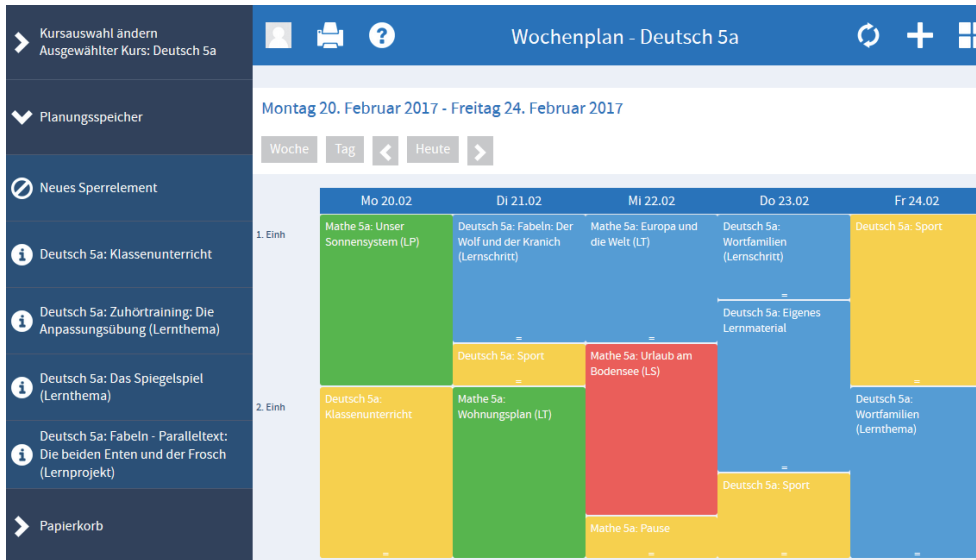 Kursauswahl ändern
Ausgewählter Kurs: Deutsch 5a
Planungsspeicher
Neues Sperrelement
Deutsch 5a: Klassenunterricht
Deutsch 5a: Zuhörtraining: Die
Anpassungsübung (Lernthema)
Deutsch 5a: Das Spiegelspiel
(Lernthema)
Deutsch 5a: Fabeln - Paralleltext:
Die beiden Enten und der Frosch
(Lernprojekt)
Papierkorb
Wochenplan - Deutsch 5a
Montag 20. Februar 2017 - Freitag 24. Februar 2017
Woche
Tag
Heute
Mo 20.02
Di 21.02
Mi 22.02
Do 23.02
Fr 24.02
1. Einh
Mathe 5a: Unser
Sonnensystem (LP)
Deutsch 5a: Fabeln: Der
Wolf und der Kranich
(Lernschritt)
Mathe 5a: Europa und
die Welt (LT)
Deutsch 5a:
Wortfamilien
(Lernschritt)
Deutsch 5a: Sport
Deutsch 5a: Eigenes
Lernmaterial
Deutsch 5a: Sport
Mathe 5a: Urlaub am
Bodensee (LS)
2. Einh
Deutsch 5a:
Klassenunterricht
Mathe 5a:
Wohnungsplan (LT)
Deutsch 5a:
Wortfamilien
(Lernthema)
Deutsch 5a: Sport
Mathe 5a: Pause